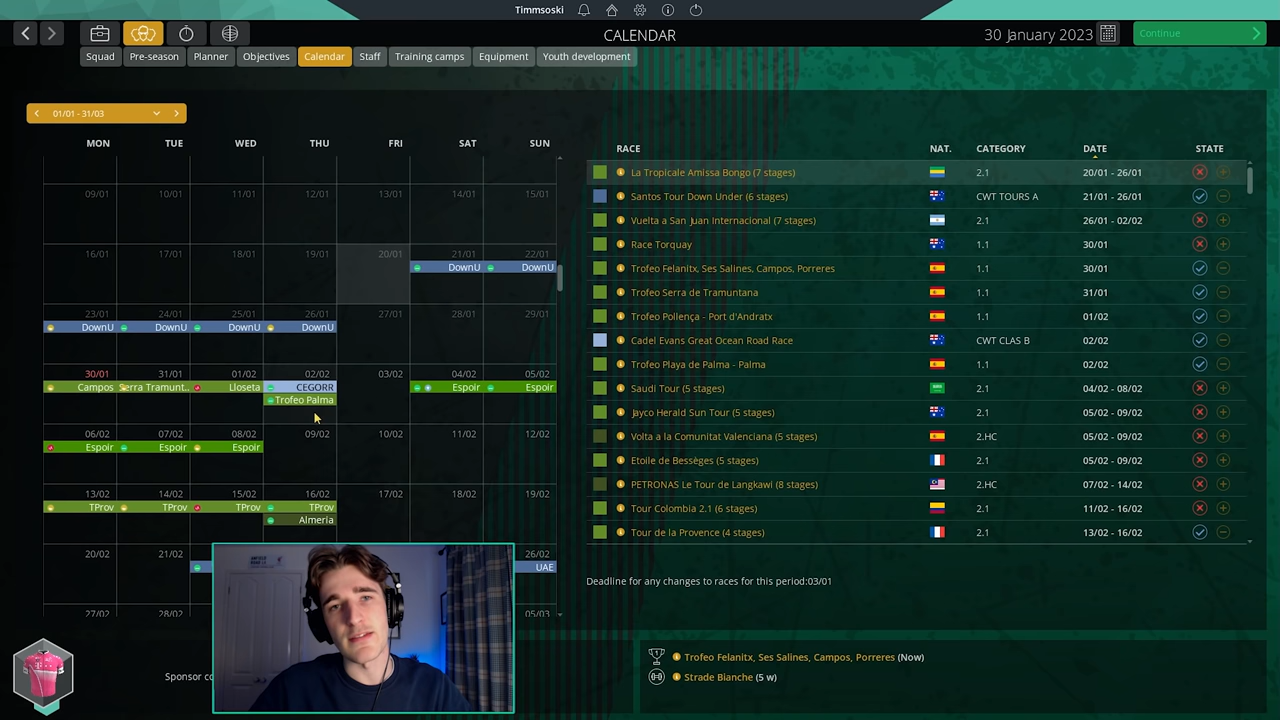 Timmsoski
CALENDAR
30 January 2023
Continue
Squad Pre-season Planner Objectives Calendar Staff Training camps Equipment Youth development
01/01 - 31/03
MON TUE WED THU FRI SAT SUN
09/01 10/01 11/01 12/01 13/01 14/01 15/01
16/01 17/01 18/01 19/01 20/01 21/01 22/01
DownU DownU
23/01 24/01 25/01 26/01 27/01 28/01 29/01
DownU DownU DownU DownU
30/01 31/01 01/02 02/02 03/02 04/02 05/02
Campos Serra Tramunt.. Lloseta CEGORR Espoir Espoir
Trofeo Palma
06/02 07/02 08/02 09/02 10/02 11/02 12/02
Espoir Espoir Espoir
13/02 14/02 15/02 16/02 17/02 18/02 19/02
TProv TProv TProv TProv
Almería
20/02 21/02 26/02
UAE
27/02 28/02 05/03
RACE NAT. CATEGORY DATE STATE
La Tropicale Amissa Bongo (7 stages) 2.1 20/01 - 26/01
Santos Tour Down Under (6 stages) CWT TOURS A 21/01 - 26/01
Vuelta a San Juan Internacional (7 stages) 2.1 26/01 - 02/02
Race Torquay 1.1 30/01
Trofeo Felanitx, Ses Salines, Campos, Porreres 1.1 30/01
Trofeo Serra de Tramuntana 1.1 31/01
Trofeo Pollença - Port d'Andratx 1.1 01/02
Cadel Evans Great Ocean Road Race CWT CLAS B 02/02
Trofeo Playa de Palma - Palma 1.1 02/02
Saudi Tour (5 stages) 2.1 04/02 - 08/02
Jayco Herald Sun Tour (5 stages) 2.1 05/02 - 09/02
Volta a la Comunitat Valenciana (5 stages) 2.HC 05/02 - 09/02
Etoile de Bessèges (5 stages) 2.1 05/02 - 09/02
PETRONAS Le Tour de Langkawi (8 stages) 2.HC 07/02 - 14/02
Tour Colombia 2.1 (6 stages) 2.1 11/02 - 16/02
Tour de la Provence (4 stages) 2.1 13/02 - 16/02
Deadline for any changes to races for this period:03/01
Sponsor
Trofeo Felanitx, Ses Salines, Campos, Porreres (Now)
Strade Bianche (5 w)